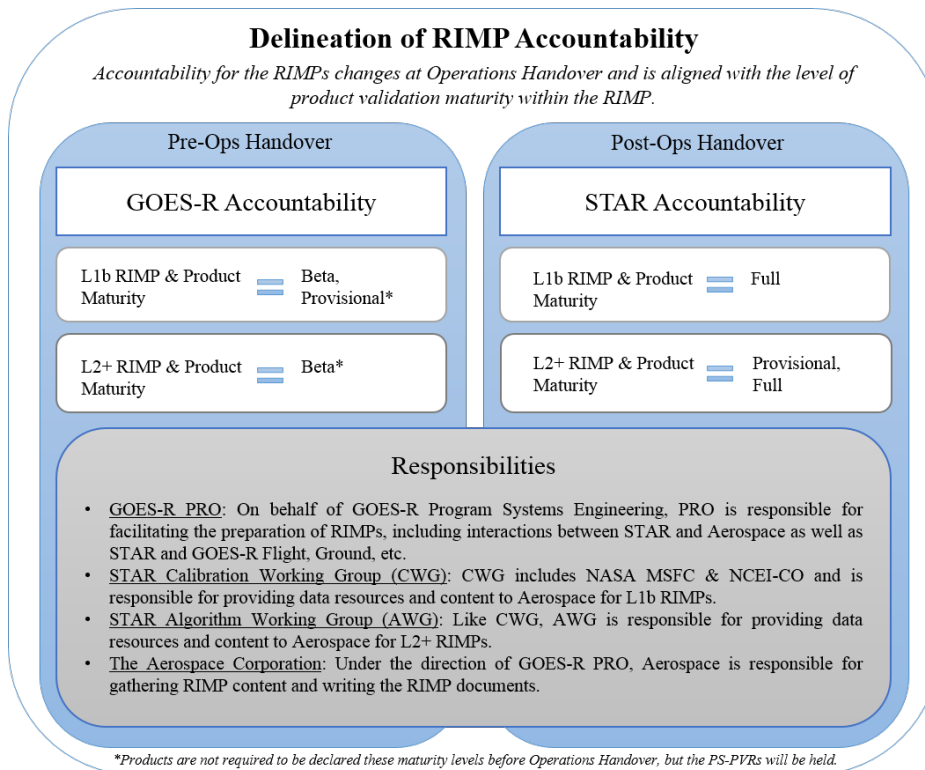 Delineation of RIMP Accountability
Accountability for the RIMPs changes at Operations Handover and is aligned with the level of
product validation maturity within the RIMP.
Pre-Ops Handover
GOES-R Accountability
L1b RIMP & Product
Maturity
Beta,
Provisional*
L2+ RIMP & Product
Maturity
Beta*
Post-Ops Handover
STAR Accountability
L1b RIMP & Product
Maturity
Full
L2+ RIMP & Product
Maturity
Provisional,
Full
Responsibilities
• GOES-R PRO: On behalf of GOES-R Program Systems Engineering, PRO is responsible for
facilitating the preparation of RIMPs, including interactions between STAR and Aerospace as well as
STAR and GOES-R Flight, Ground, etc.
• STAR Calibration Working Group (CWG): CWG includes NASA MSFC & NCEI-CO and is
responsible for providing data resources and content to Aerospace for L1b RIMPs.
• STAR Algorithm Working Group (AWG): Like CWG, AWG is responsible for providing data
resources and content to Aerospace for L2+ RIMPs.
• The Aerospace Corporation: Under the direction of GOES-R PRO, Aerospace is responsible for
gathering RIMP content and writing the RIMP documents.
*Products are not required to be declared these maturity levels before Operations Handover, but the PS-PVRs will be held.